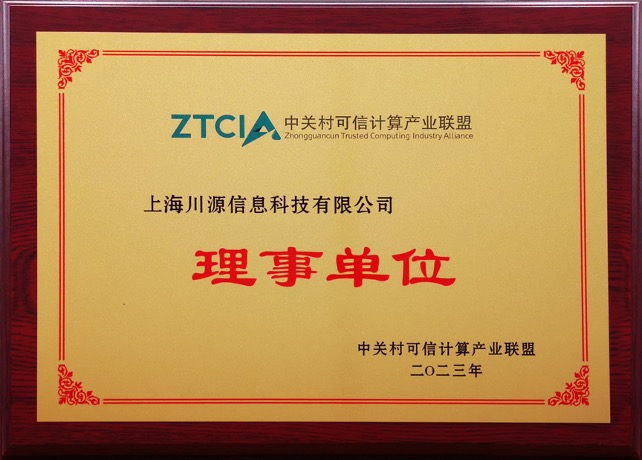 ZTCIA 中关村可信计算产业联盟
Zhongguancun Trusted Computing Industry Alliance
上海川源信息科技有限公司
理事单位
中关村可信计算产业联盟
二〇二三年